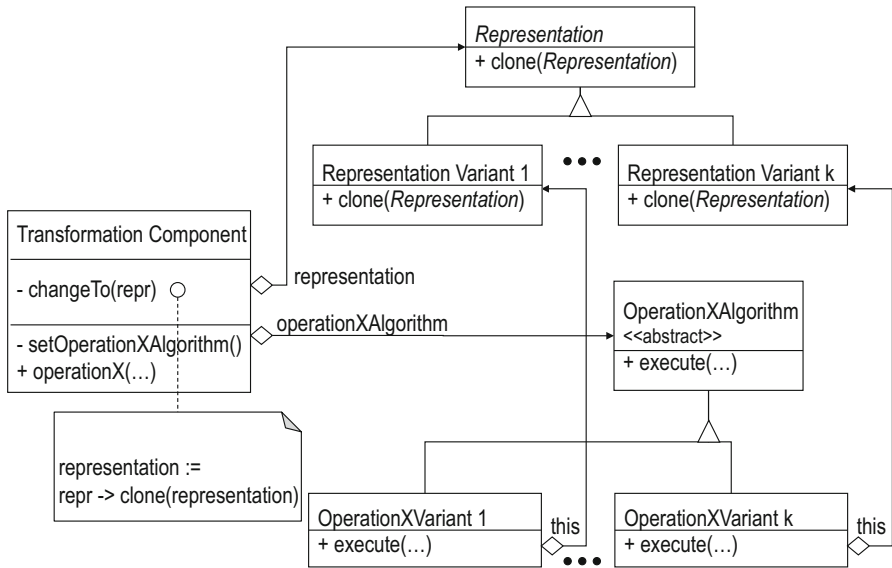 Representation
+ clone(Representation)
Representation Variant 1
+ clone(Representation)
Representation Variant k
+ clone(Representation)
Transformation Component
- changeTo(repr)
- setOperationXAlgorithm()
+ operationX(…)
representation
operationXAlgorithm
OperationXAlgorithm
<<abstract>>
+ execute(…)
representation :=
repr -> clone(representation)
OperationXVariant 1
+ execute(…)
this
OperationXVariant k
+ execute(…)
this